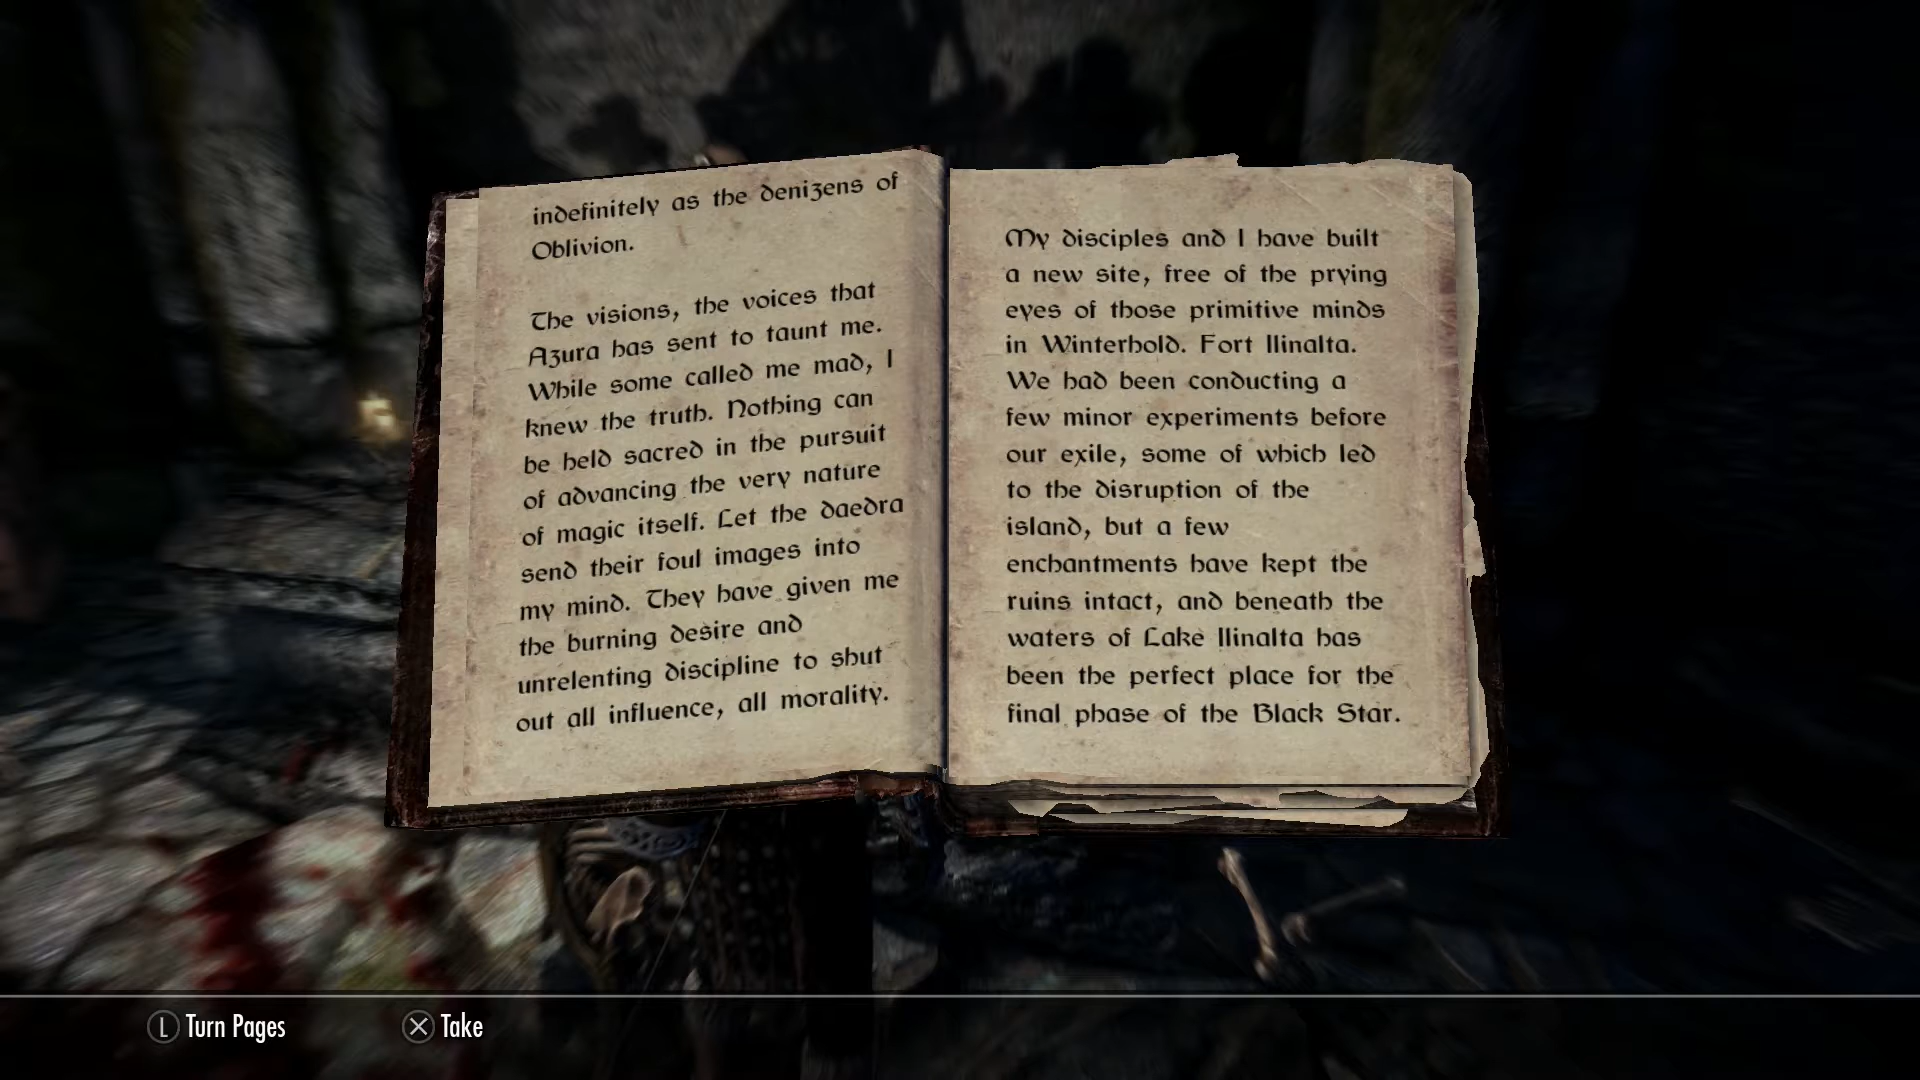 indefinitely as the denizens of
Oblivion.
The visions, the voices that
Azura has sent to taunt me.
While some called me mad, I
knew the truth. Nothing can
be held sacred in the pursuit
of advancing the very nature
of magic itself. Let the daedra
send their foul images into
my mind. They have given me
the burning desire and
unrelenting discipline to shut
out all influence, all morality.
My disciples and I have built
a new site, free of the prying
eyes of those primitive minds
in Winterhold. Fort Ilinalta.
We had been conducting a
few minor experiments before
our exile, some of which led
to the disruption of the
island, but a few
enchantments have kept the
ruins intact, and beneath the
waters of Lake Ilinalta has
been the perfect place for the
final phase of the Black Star.
L Turn Pages
X Take